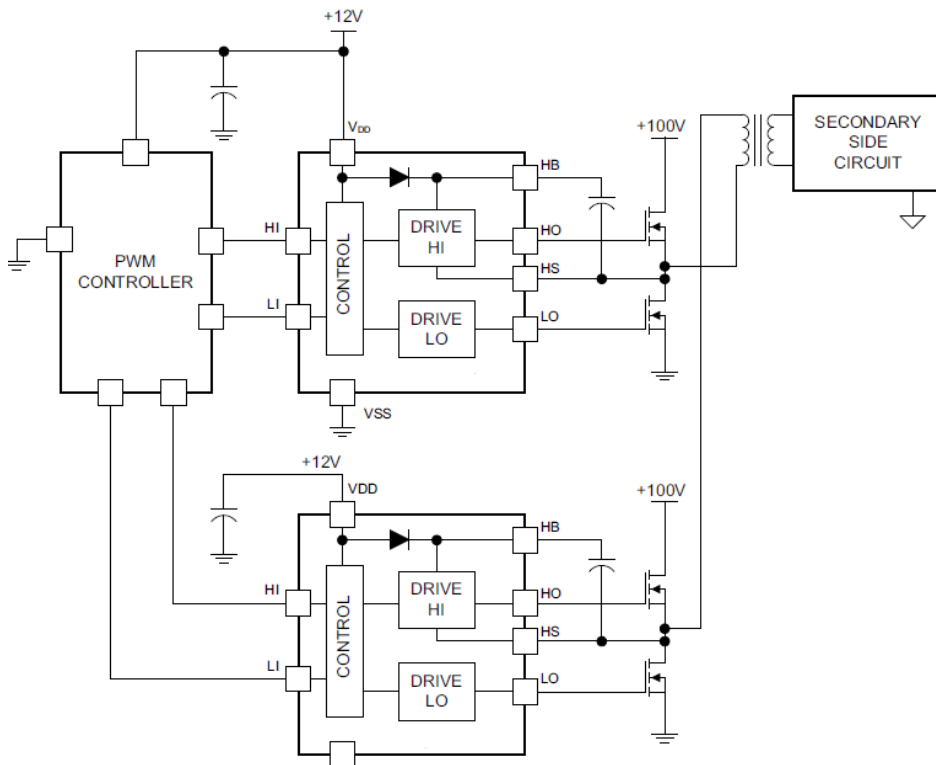 +12V
VDD
+100V
SECONDARY
SIDE
CIRCUIT
HB
PWM
CONTROLLER
HI
CONTROL
DRIVE
HI
HO
HS
LI
DRIVE
LO
LO
VSS
+12V
VDD
+100V
HB
HI
CONTROL
DRIVE
HI
HO
HS
LI
DRIVE
LO
LO